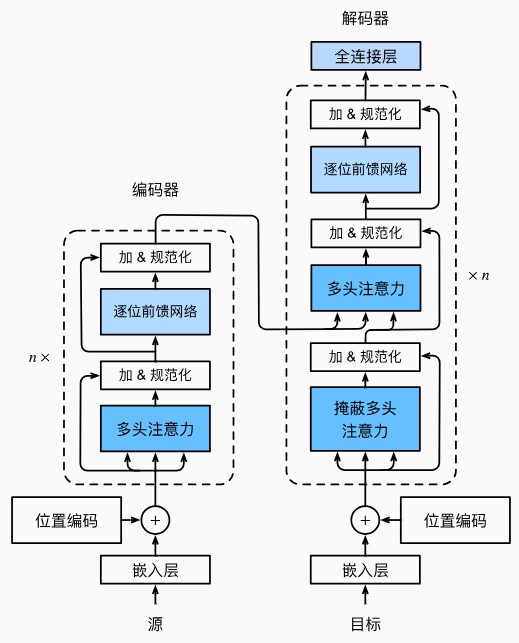 解码器
全连接层
加 & 规范化
逐位前馈网络
加 & 规范化
多头注意力
× n
加 & 规范化
掩蔽多头
注意力
位置编码
+
嵌入层
目标
编码器
加 & 规范化
逐位前馈网络
n ×
加 & 规范化
多头注意力
位置编码
+
嵌入层
源